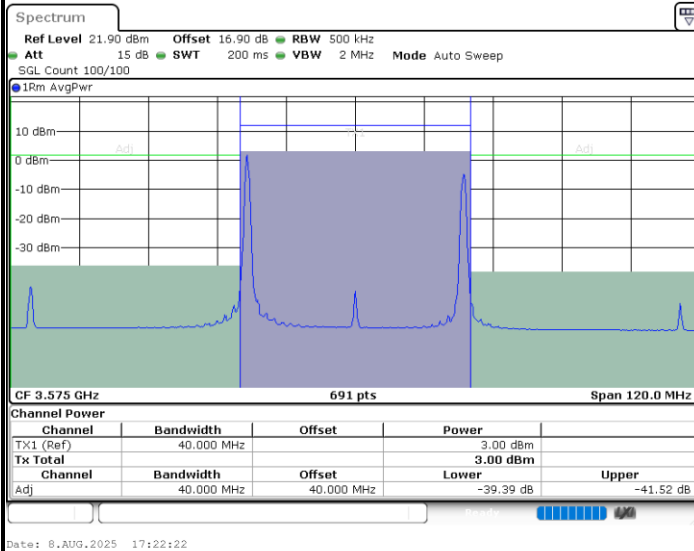 Spectrum
Ref Level 21.90 dBm Offset 16.90 dB RBW 500 kHz
Att 15 dB SWT 200 ms VBW 2 MHz Mode Auto Sweep
SGL Count 100/100
1Rm AvgPwr
10 dBm
Adj Adj
0 dBm
-10 dBm
-20 dBm
-30 dBm
CF 3.575 GHz 691 pts Span 120.0 MHz
Channel Power
Channel Bandwidth Offset Power
TX1 (Ref) 40.000 MHz 3.00 dBm
Tx Total 3.00 dBm
Channel Bandwidth Offset Lower Upper
Adj 40.000 MHz 40.000 MHz -39.39 dB -41.52 dB
Ready
Date: 8.AUG.2025 17:22:22